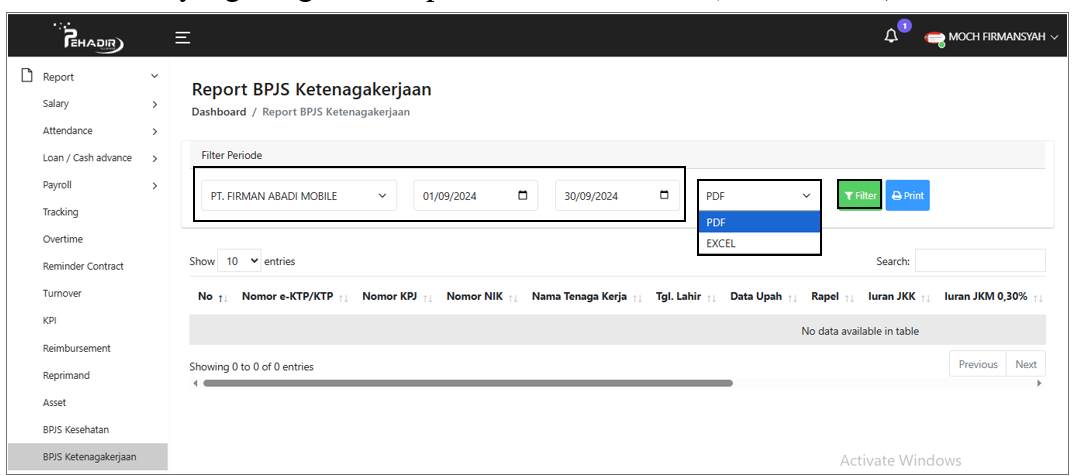 PEHADIR
MOCH FIRMANSYAH
1
Report
Salary
Attendance
Loan / Cash advance
Payroll
Tracking
Overtime
Reminder Contract
Turnover
KPI
Reimbursement
Reprimand
Asset
BPJS Kesehatan
BPJS Ketenagakerjaan
Report BPJS Ketenagakerjaan
Dashboard / Report BPJS Ketenagakerjaan
Filter Periode
PT. FIRMAN ABADI MOBILE 01/09/2024 30/09/2024 PDF Filter Print
PDF
EXCEL
Show 10 entries Search:
No Nomor e-KTP/KTP Nomor KPJ Nomor NIK Nama Tenaga Kerja Tgl. Lahir Data Upah Rapel Iuran JKK Iuran JKM 0,30%
No data available in table
Showing 0 to 0 of 0 entries Previous Next
Activate Windows